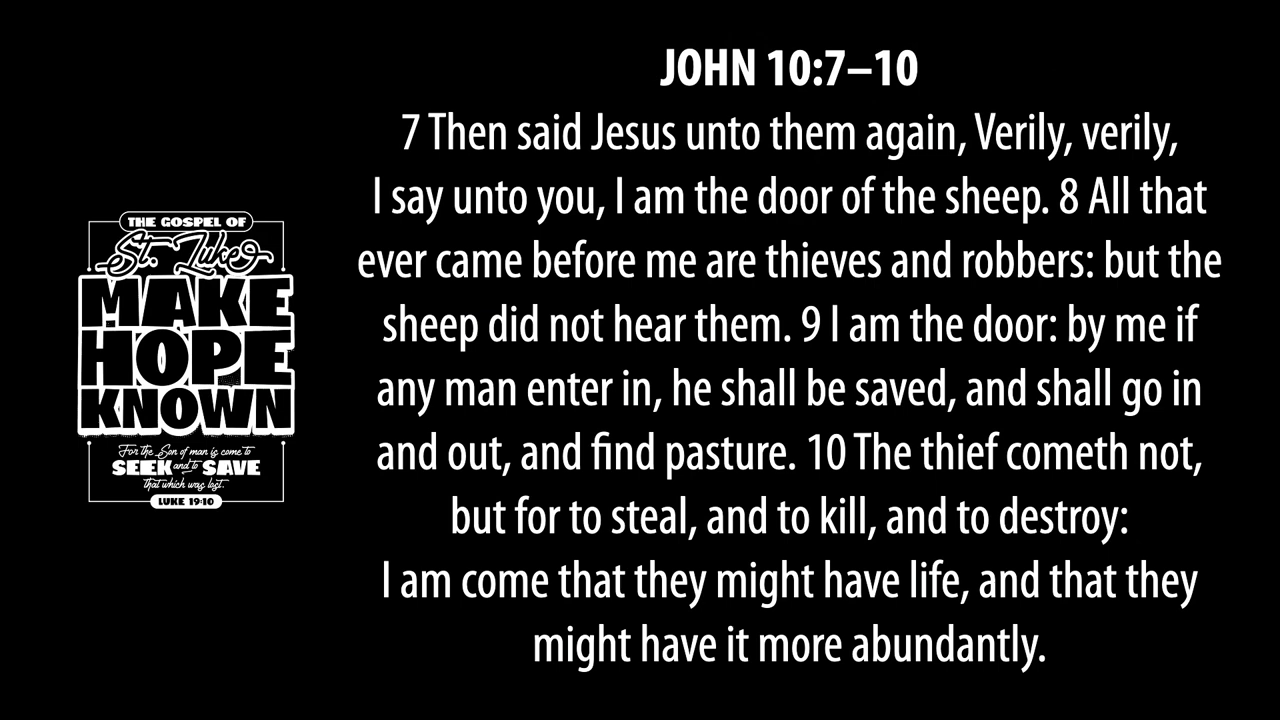 THE GOSPEL OF
St. Luke
MAKE
HOPE
KNOWN
For the Son of man is come to
SEEK and to SAVE
that which was lost.
LUKE 19:10
JOHN 10:7–10
7 Then said Jesus unto them again, Verily, verily,
I say unto you, I am the door of the sheep. 8 All that
ever came before me are thieves and robbers: but the
sheep did not hear them. 9 I am the door: by me if
any man enter in, he shall be saved, and shall go in
and out, and find pasture. 10 The thief cometh not,
but for to steal, and to kill, and to destroy:
I am come that they might have life, and that they
might have it more abundantly.